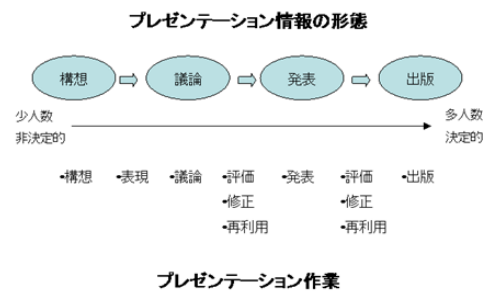 プレゼンテーション情報の形態
構想 議論 発表 出版
少人数 多人数
非決定的 決定的
•構想 •表現 •議論 •評価 •発表 •評価 •出版
•修正 •修正
•再利用 •再利用
プレゼンテーション作業